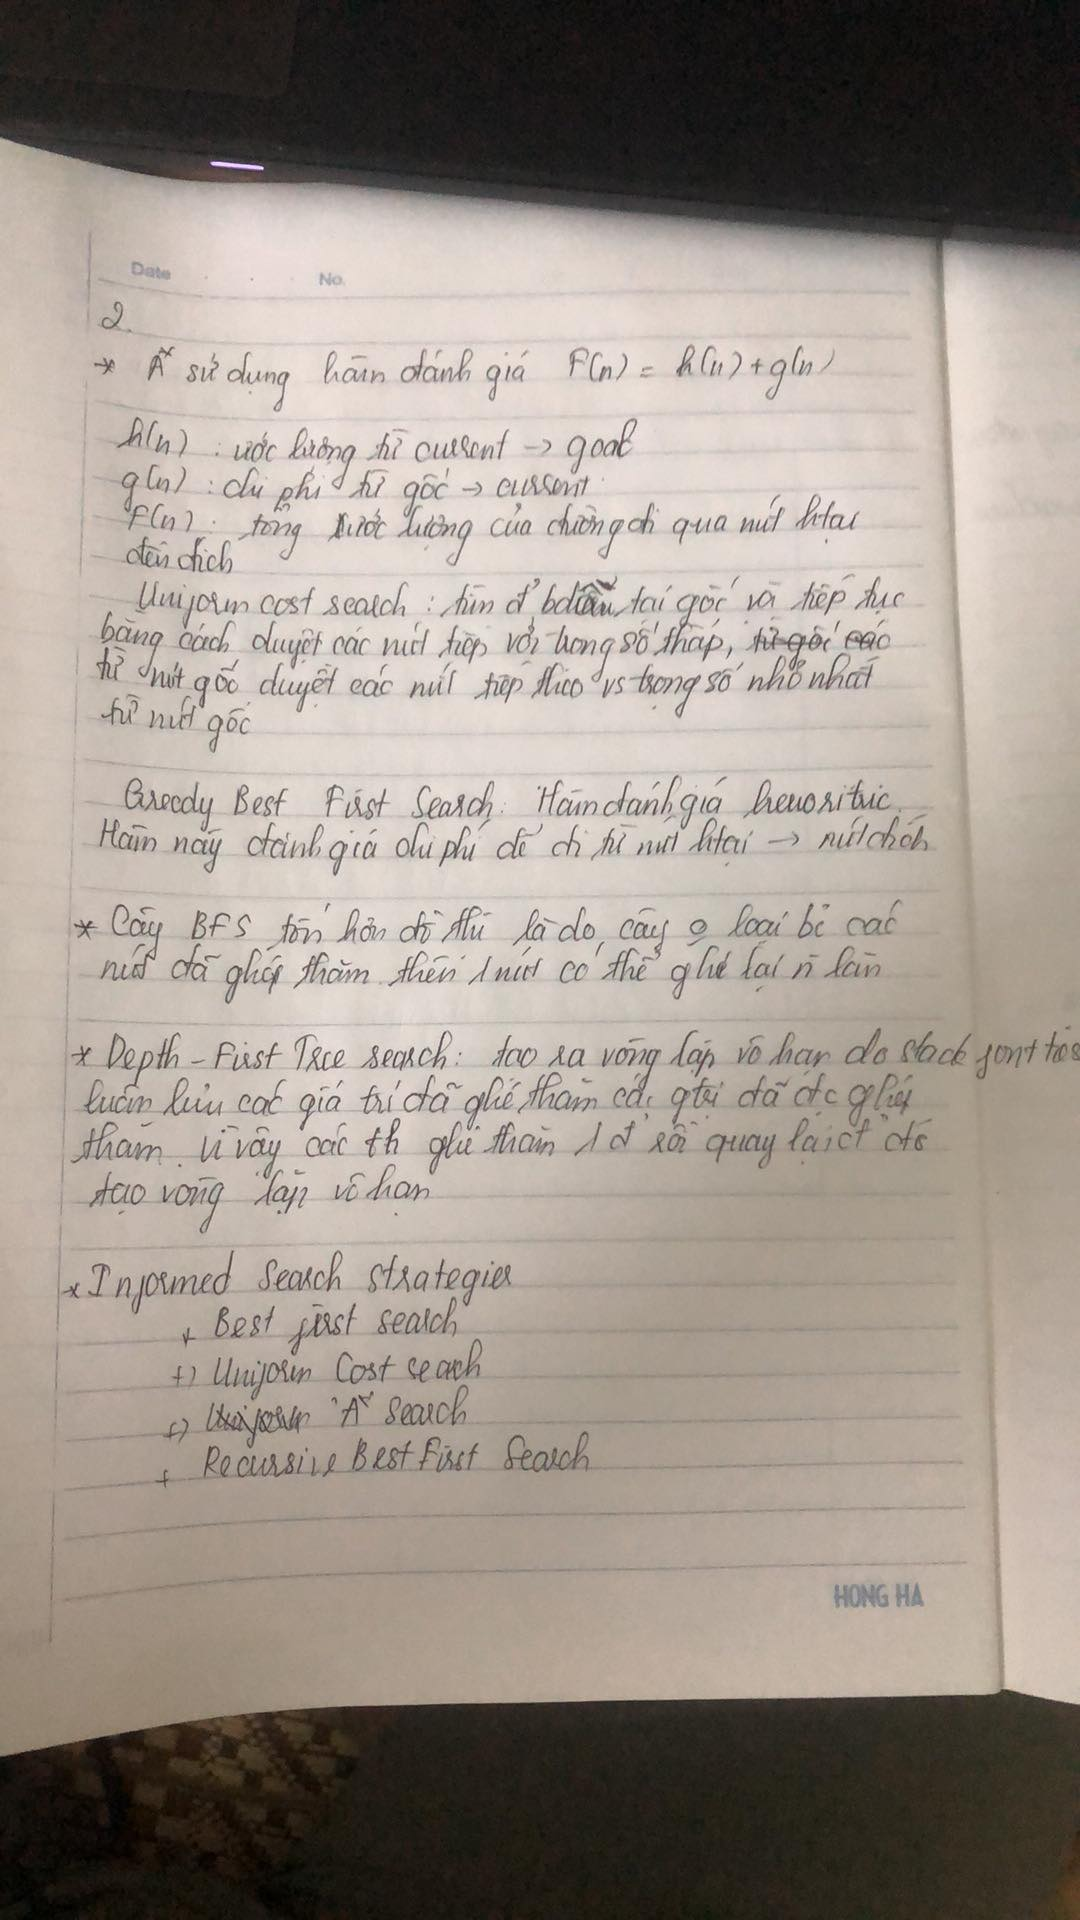 Date No.
2.
* A* sử dụng hàm đánh giá F(n) = h(n) + g(n)
h(n) : ước lượng từ current → goal
g(n) : chi phí từ gốc → current
F(n) : tổng ước lượng của đường đi qua nút htại
đến đích
Uniform cost search : tìm đ' bđầu tại gốc và tiếp tục
bằng cách duyệt các nút tiếp với trọng số thấp, từ gốc các
từ nút gốc duyệt các nút tiếp theo vs trọng số nhỏ nhất
từ nút gốc
Greedy Best First Search : Hàm đánh giá heuoristric.
Hàm này đánh giá chi phí để đi từ nút htại → nút đích
* Cây BFS tốn hơn đồ thị là do cây o loại bỏ các
nút đã ghé thăm nên 1 nút có thể ghé lại n lần
* Depth - First Tree search : tạo ra vòng lặp vô hạn do stack
luôn lưu các giá trị đã ghé thăm các gtrị đã đc ghé
thăm. Vì vậy các th ghé thăm 1 đ' rồi quay lại đ' đó
tạo vòng lặp vô hạn
* Informed Search strategies
+ Best first search
+) Uniform Cost search
+) Uniform A* Search
+ Recursive Best First Search
HONG HA